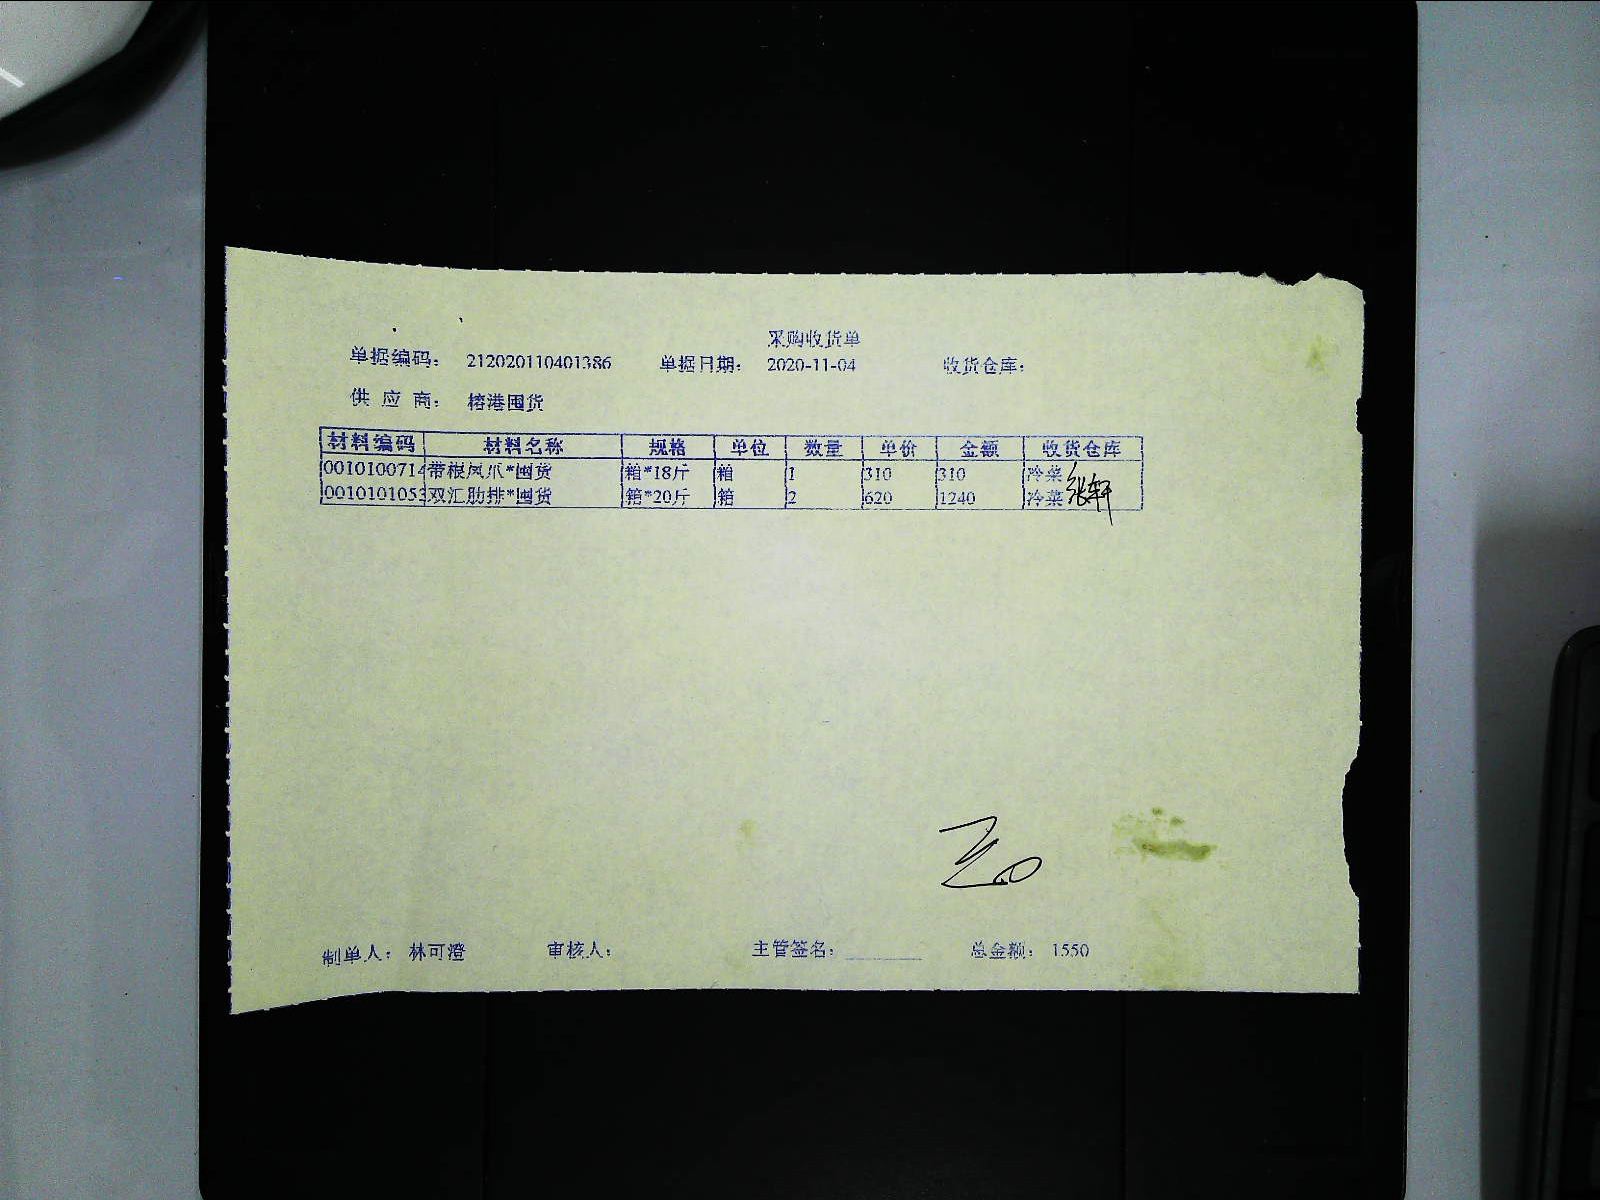 采购收货单
单据编码： 212020110401386 单据日期： 2020-11-04 收货仓库：
供 应 商： 榕港囤货
材料编码 材料名称 规格 单位 数量 单价 金额 收货仓库
0010100714 带根凤爪*囤货 箱*18斤 箱 1 310 310 冷菜
0010101053 双汇肋排*囤货 箱*20斤 箱 2 620 1240 冷菜 张轩
制单人： 林可澄 审核人： 主管签名： 总金额： 1550